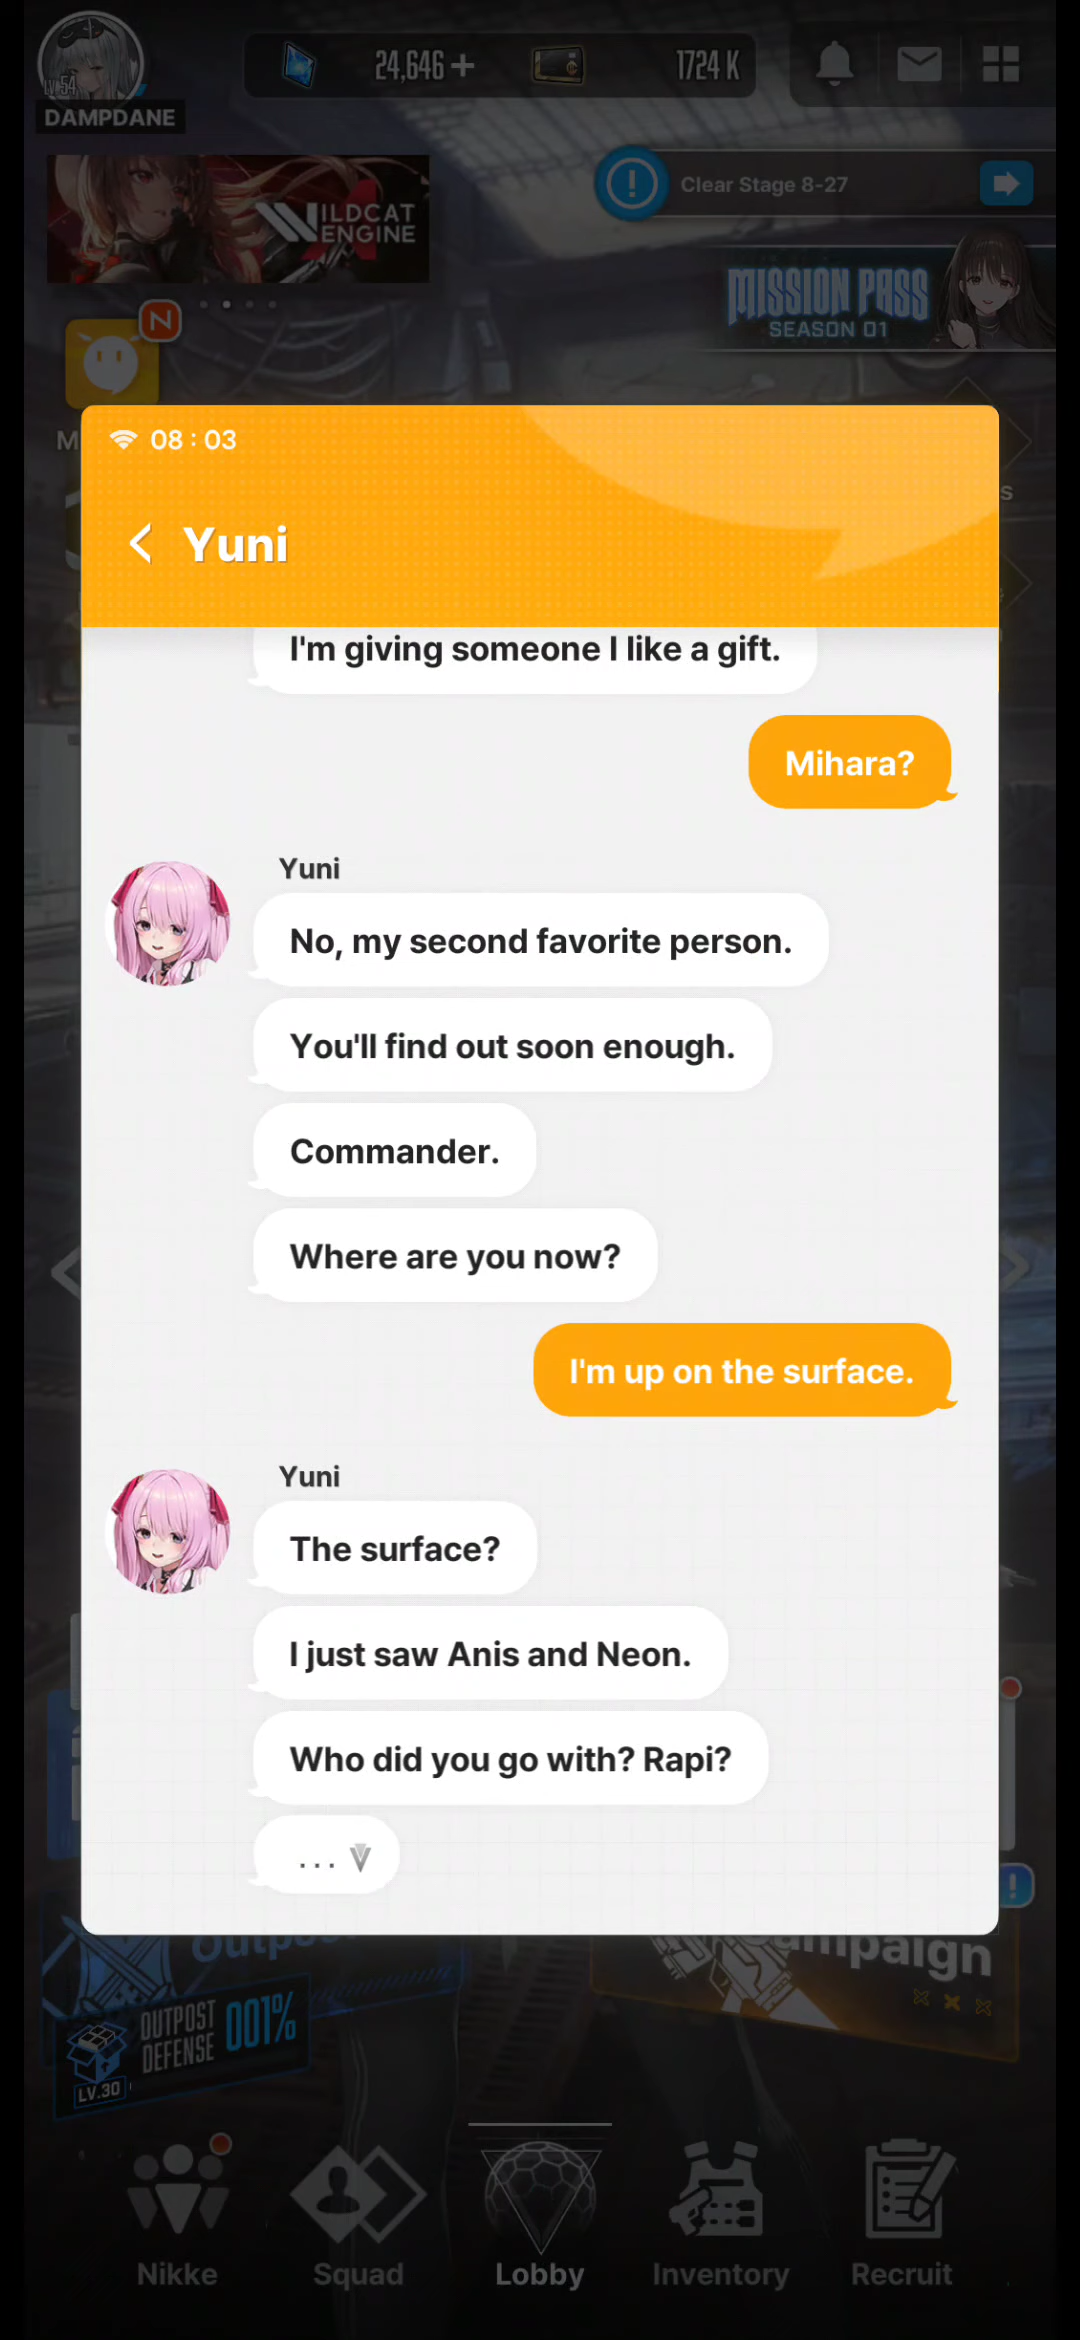 LV.54
24,646 +
1724 K
DAMPDANE
WILDCAT
ENGINE
Clear Stage 8-27
MISSION PASS
SEASON 01
N
08 : 03
Yuni
I'm giving someone I like a gift.
Mihara?
Yuni
No, my second favorite person.
You'll find out soon enough.
Commander.
Where are you now?
I'm up on the surface.
Yuni
The surface?
I just saw Anis and Neon.
Who did you go with? Rapi?
...
Outpost
Campaign
OUTPOST
DEFENSE
001%
LV.30
Nikke
Squad
Lobby
Inventory
Recruit